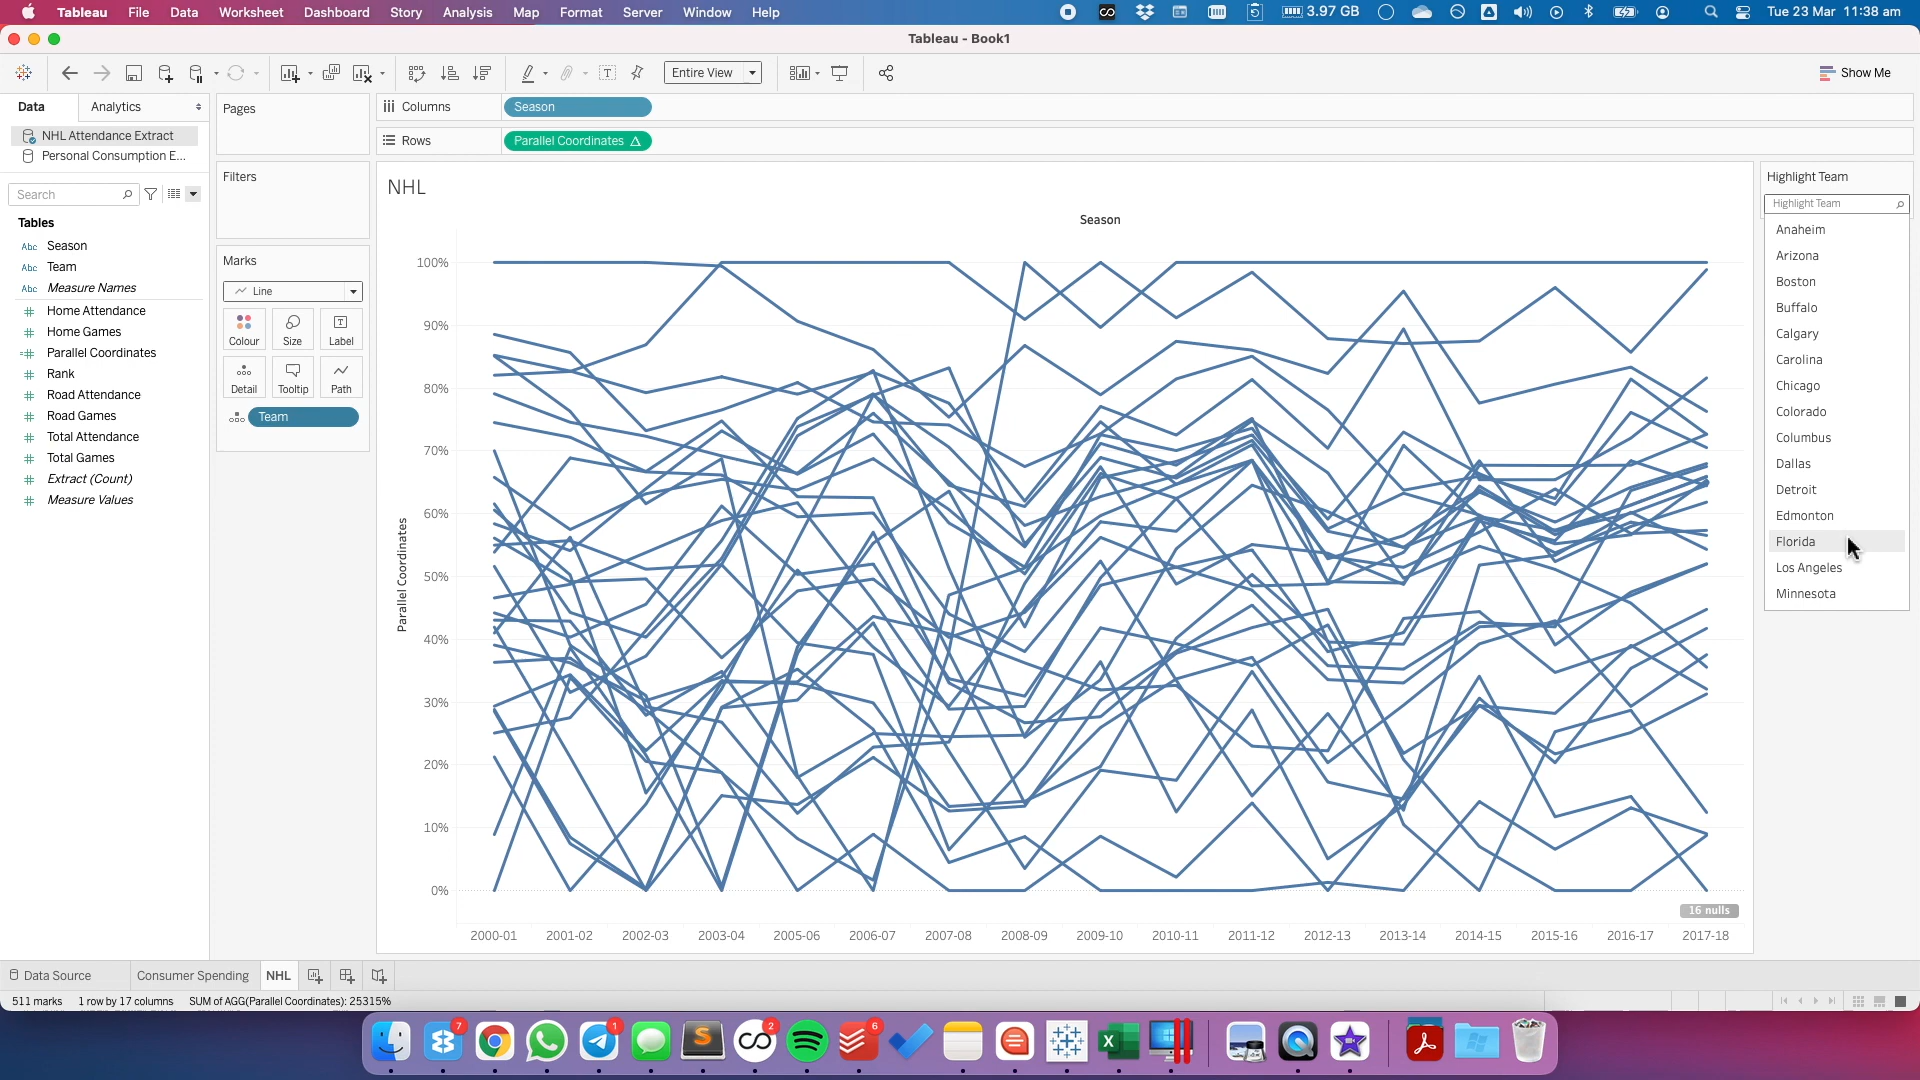 Tableau File Data Worksheet Dashboard Story Analysis Map Format Server Window Help 3.97 GB Tue 23 Mar 11:38 am
Tableau - Book1
Entire View
Show Me
Data Analytics
NHL Attendance Extract
Personal Consumption E...
Search
Tables
Abc Season
Abc Team
Abc Measure Names
Home Attendance
Home Games
Parallel Coordinates
Rank
Road Attendance
Road Games
Total Attendance
Total Games
Extract (Count)
Measure Values
Pages
Filters
Marks
Line
Colour Size Label
Detail Tooltip Path
Team
Columns Season
Rows Parallel Coordinates
NHL
Season
Parallel Coordinates
100%
90%
80%
70%
60%
50%
40%
30%
20%
10%
0%
16 nulls
2000-01 2001-02 2002-03 2003-04 2005-06 2006-07 2007-08 2008-09 2009-10 2010-11 2011-12 2012-13 2013-14 2014-15 2015-16 2016-17 2017-18
Highlight Team
Highlight Team
Anaheim
Arizona
Boston
Buffalo
Calgary
Carolina
Chicago
Colorado
Columbus
Dallas
Detroit
Edmonton
Florida
Los Angeles
Minnesota
Data Source Consumer Spending NHL
511 marks 1 row by 17 columns SUM of AGG(Parallel Coordinates): 25315%
7 1 2 6